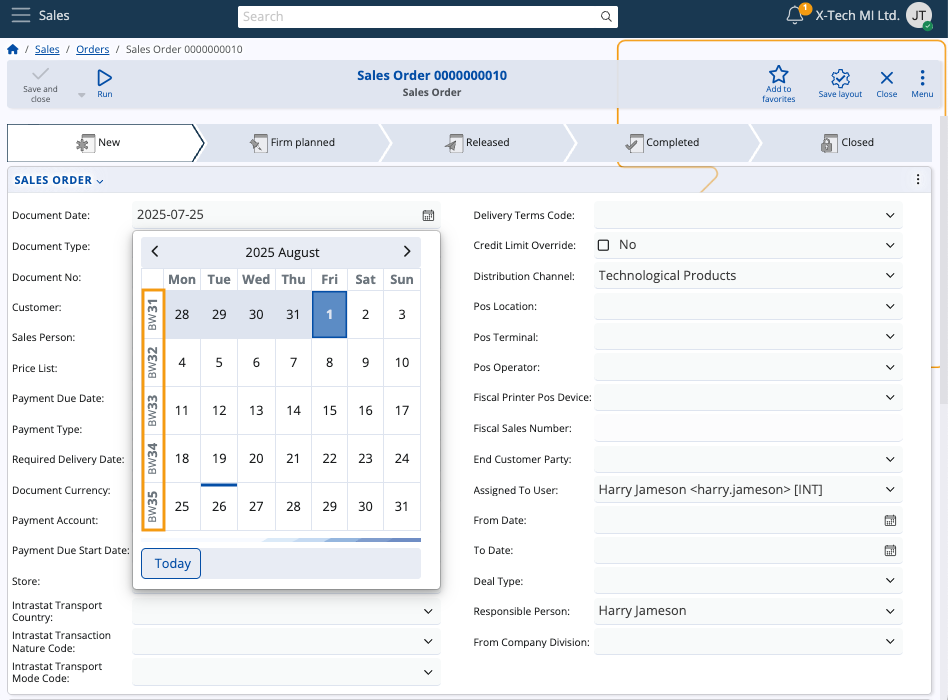 Sales
Search
1
X-Tech MI Ltd.
JT
/ Sales / Orders / Sales Order 0000000010
Save and close
Run
Sales Order 0000000010
Sales Order
Add to favorites
Save layout
Close
Menu
New
Firm planned
Released
Completed
Closed
SALES ORDER
Document Date:
2025-07-25
Document Type:
Document No:
Customer:
Sales Person:
Price List:
Payment Due Date:
Payment Type:
Required Delivery Date:
Document Currency:
Payment Account:
Payment Due Start Date:
Store:
Intrastat Transport
Country:
Intrastat Transaction
Nature Code:
Intrastat Transport
Mode Code:
2025 August
Mon Tue Wed Thu Fri Sat Sun
BW31 28 29 30 31 1 2 3
BW32 4 5 6 7 8 9 10
BW33 11 12 13 14 15 16 17
BW34 18 19 20 21 22 23 24
BW35 25 26 27 28 29 30 31
Today
Delivery Terms Code:
Credit Limit Override:
No
Distribution Channel:
Technological Products
Pos Location:
Pos Terminal:
Pos Operator:
Fiscal Printer Pos Device:
Fiscal Sales Number:
End Customer Party:
Assigned To User:
Harry Jameson <harry.jameson> [INT]
From Date:
To Date:
Deal Type:
Responsible Person:
Harry Jameson
From Company Division: